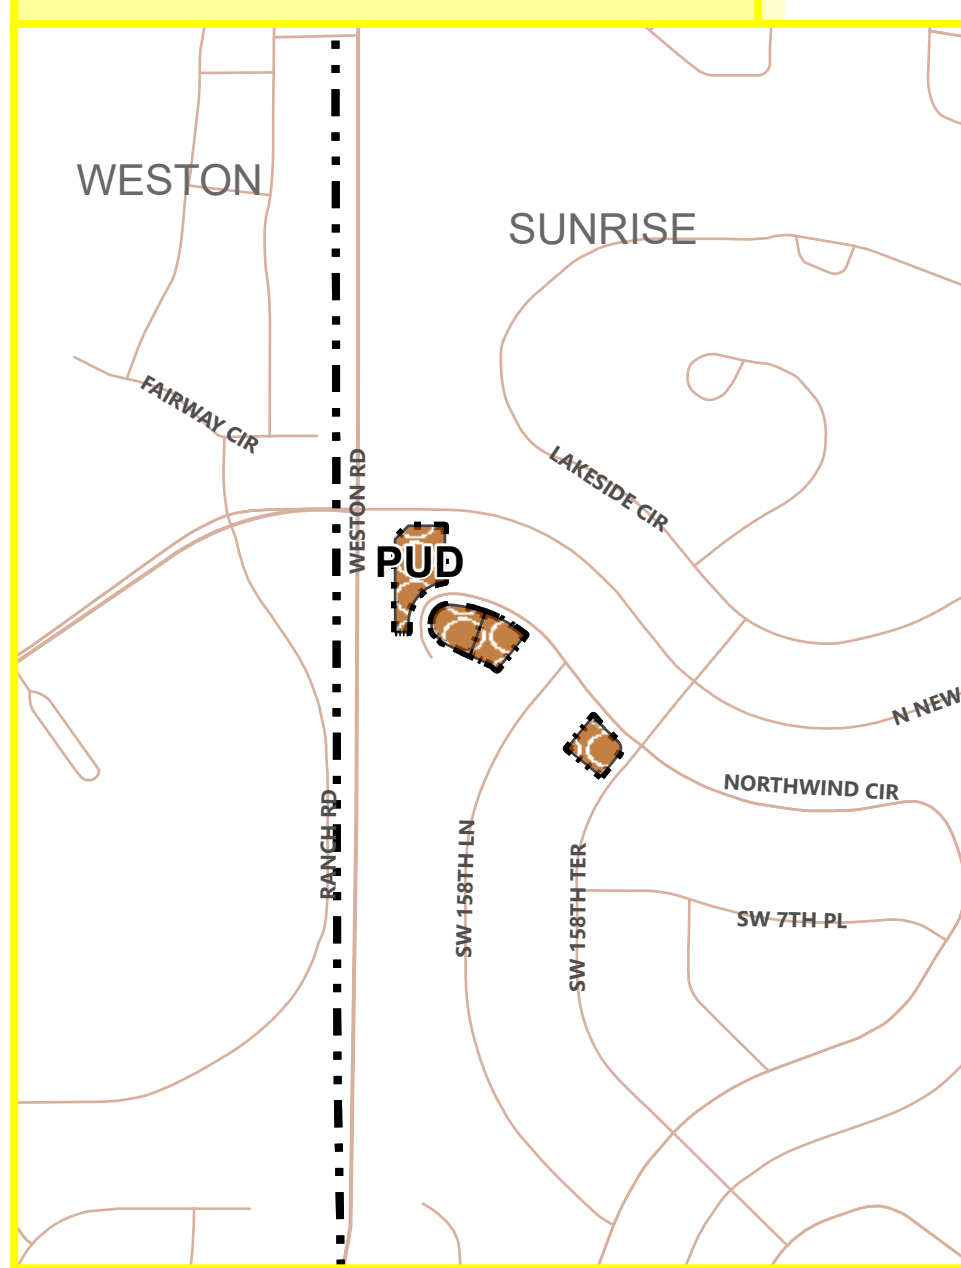 WESTON
SUNRISE
FAIRWAY CIR
WESTON RD
LAKESIDE CIR
PUD
N NEW
NORTHWIND CIR
RANCH RD
SW 158TH LN
SW 158TH TER
SW 7TH PL